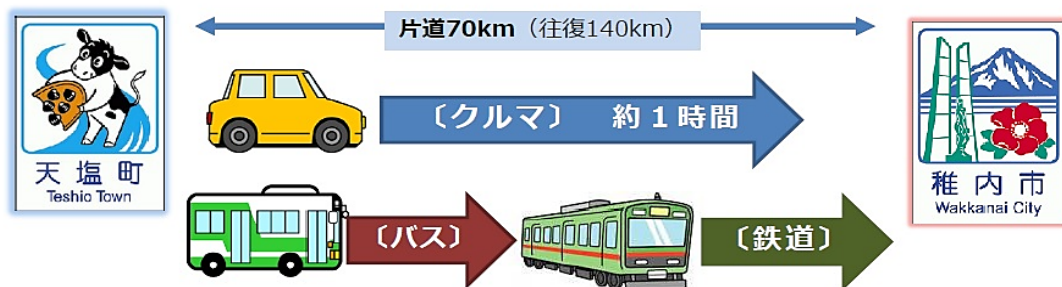 片道70km（往復140km）
〔クルマ〕 約１時間
天塩町
Teshio Town
稚内市
Wakkanai City
〔バス〕
〔鉄道〕